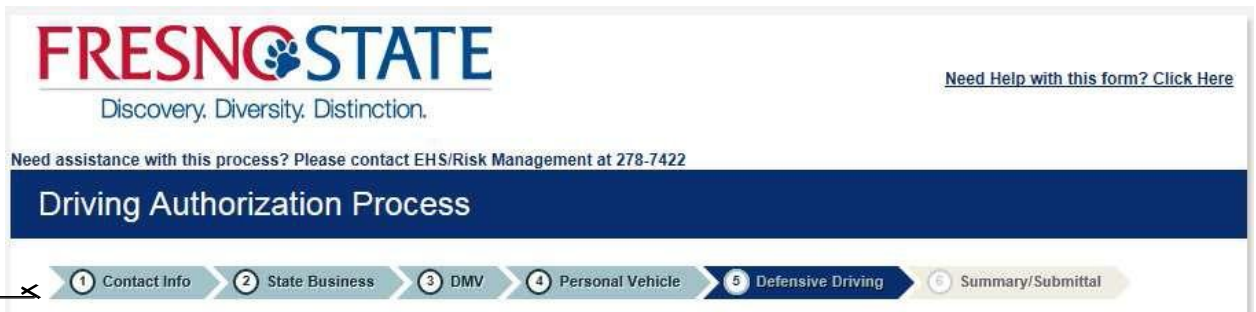 FRESNO STATE
Discovery. Diversity. Distinction.
Need Help with this form? Click Here
Need assistance with this process? Please contact EHS/Risk Management at 278-7422
Driving Authorization Process
1 Contact Info 2 State Business 3 DMV 4 Personal Vehicle 5 Defensive Driving 6 Summary/Submittal